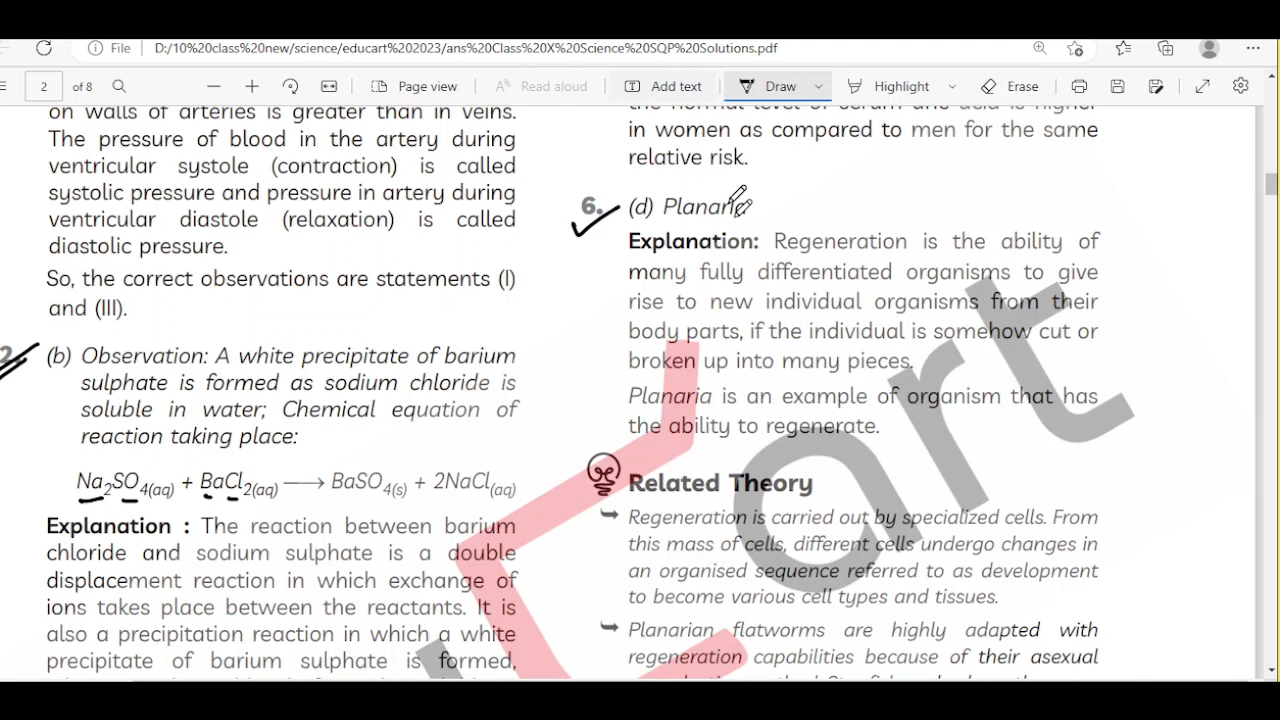 File
D:/10%20class%20new/science/educart%202023/ans%20Class%20X%20Science%20SQP%20Solutions.pdf
2 of 8
Page view
Read aloud
Add text
Draw
Highlight
Erase
on walls of arteries is greater than in veins.
The pressure of blood in the artery during
ventricular systole (contraction) is called
systolic pressure and pressure in artery during
ventricular diastole (relaxation) is called
diastolic pressure.
So, the correct observations are statements (I)
and (III).
2. (b) Observation: A white precipitate of barium
sulphate is formed as sodium chloride is
soluble in water; Chemical equation of
reaction taking place:
Na₂SO₄(aq) + BaCl₂(aq) ⟶ BaSO₄(s) + 2NaCl(aq)
Explanation : The reaction between barium
chloride and sodium sulphate is a double
displacement reaction in which exchange of
ions takes place between the reactants. It is
also a precipitation reaction in which a white
precipitate of barium sulphate is formed,
the normal level of serum uric acid is higher
in women as compared to men for the same
relative risk.
6. (d) Planaria
Explanation: Regeneration is the ability of
many fully differentiated organisms to give
rise to new individual organisms from their
body parts, if the individual is somehow cut or
broken up into many pieces.
Planaria is an example of organism that has
the ability to regenerate.
Related Theory
Regeneration is carried out by specialized cells. From
this mass of cells, different cells undergo changes in
an organised sequence referred to as development
to become various cell types and tissues.
Planarian flatworms are highly adapted with
regeneration capabilities because of their asexual
cart